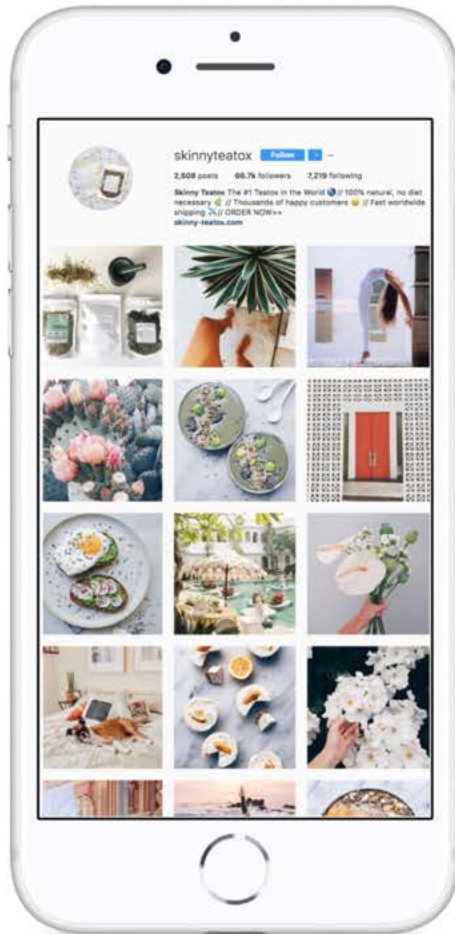 skinnyteatox Follow
2,508 posts 66.7k followers 7,219 following
Skinny Teatox The #1 Teatox in the World 🌎// 100% natural, no diet
necessary 🌿 // Thousands of happy customers 😀 // Fast worldwide
shipping ✈️// ORDER NOW>>
skinny-teatox.com